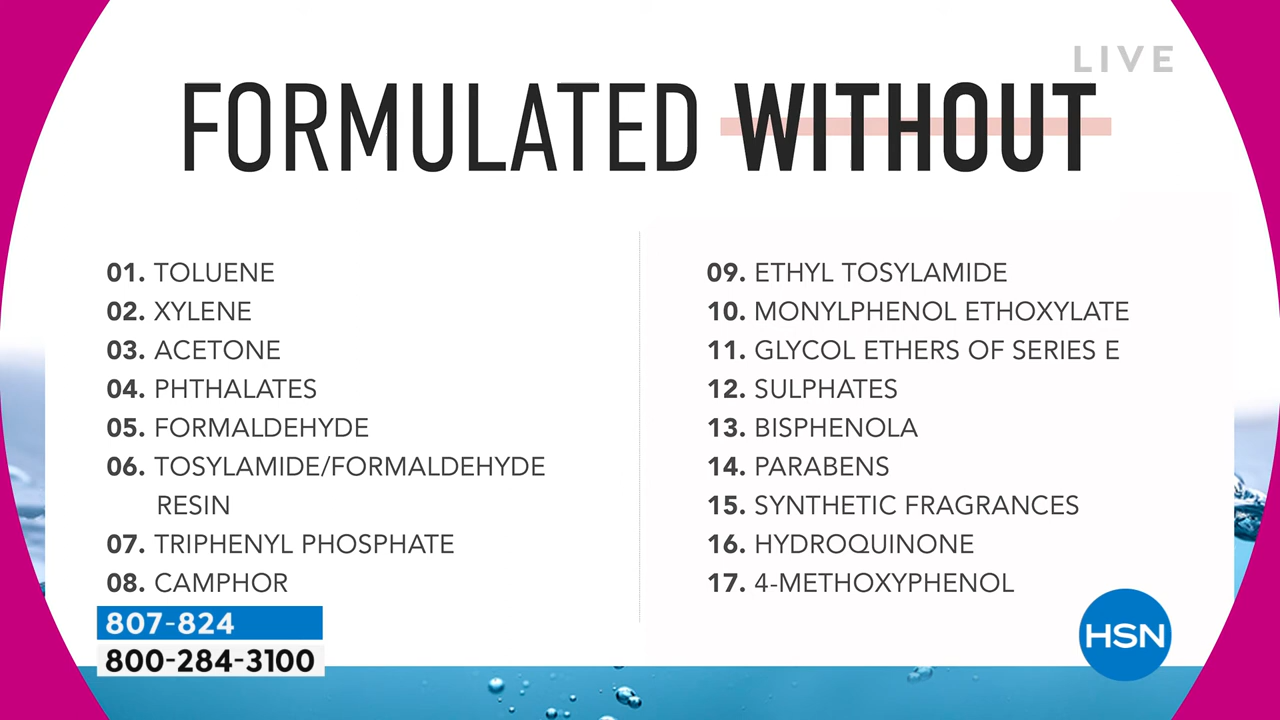 LIVE
FORMULATED WITHOUT
01. TOLUENE
02. XYLENE
03. ACETONE
04. PHTHALATES
05. FORMALDEHYDE
06. TOSYLAMIDE/FORMALDEHYDE
RESIN
07. TRIPHENYL PHOSPHATE
08. CAMPHOR
09. ETHYL TOSYLAMIDE
10. MONYLPHENOL ETHOXYLATE
11. GLYCOL ETHERS OF SERIES E
12. SULPHATES
13. BISPHENOLA
14. PARABENS
15. SYNTHETIC FRAGRANCES
16. HYDROQUINONE
17. 4-METHOXYPHENOL
807-824
800-284-3100
HSN